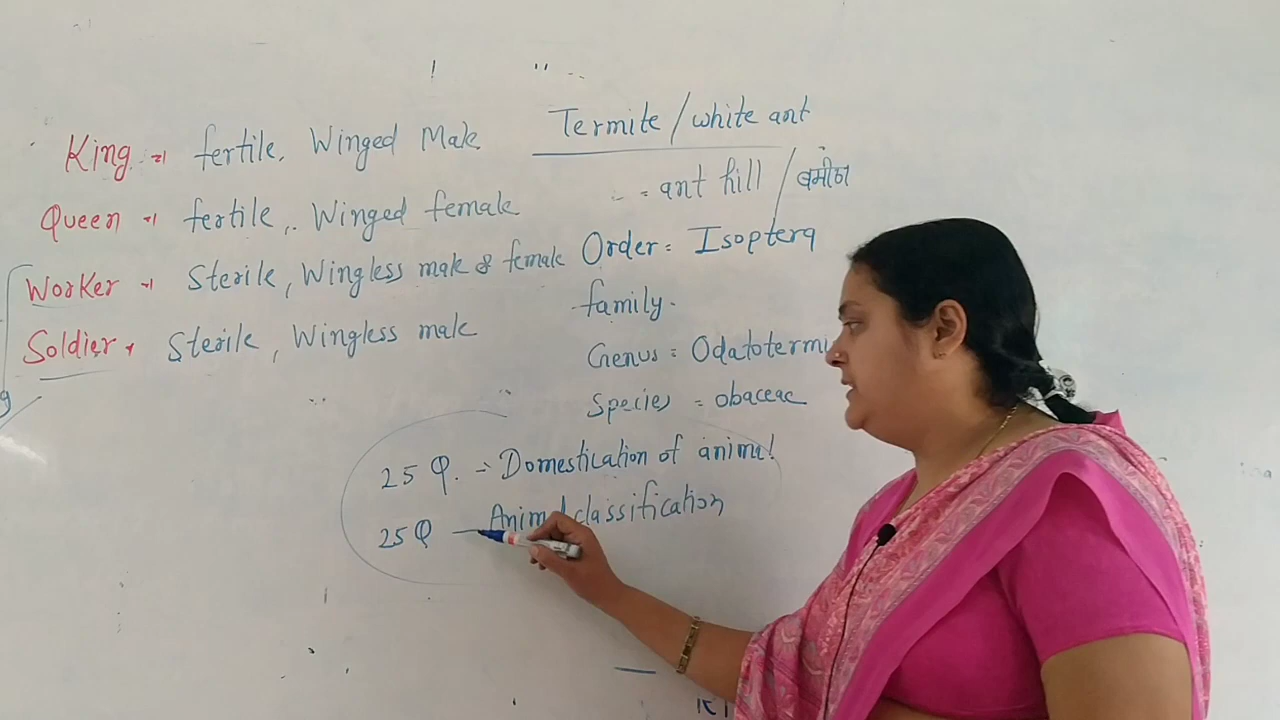 King → fertile, Winged Male
Queen → fertile, Winged female
Worker → Sterile, Wingless male & female
Soldier → Sterile, Wingless male
Termite / white ant
= ant hill / बमीठा
Order = Isoptera
family.
Genus = Odatotermi
Species = obaceae
25 Q. → Domestication of animal
25 Q — Animal classification